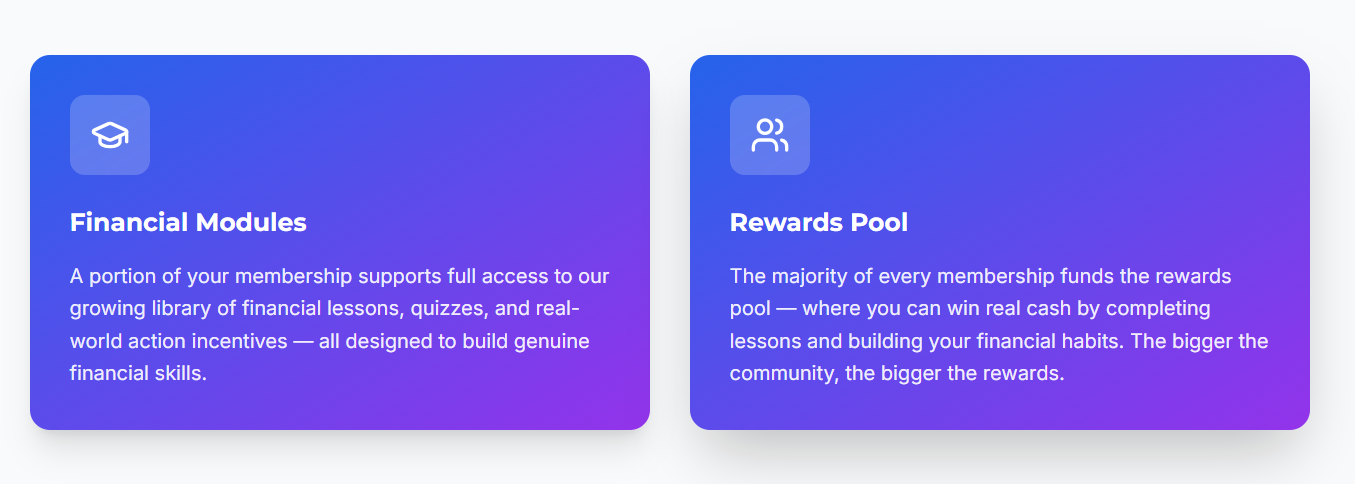 Financial Modules
A portion of your membership supports full access to our
growing library of financial lessons, quizzes, and real-
world action incentives — all designed to build genuine
financial skills.
Rewards Pool
The majority of every membership funds the rewards
pool — where you can win real cash by completing
lessons and building your financial habits. The bigger the
community, the bigger the rewards.